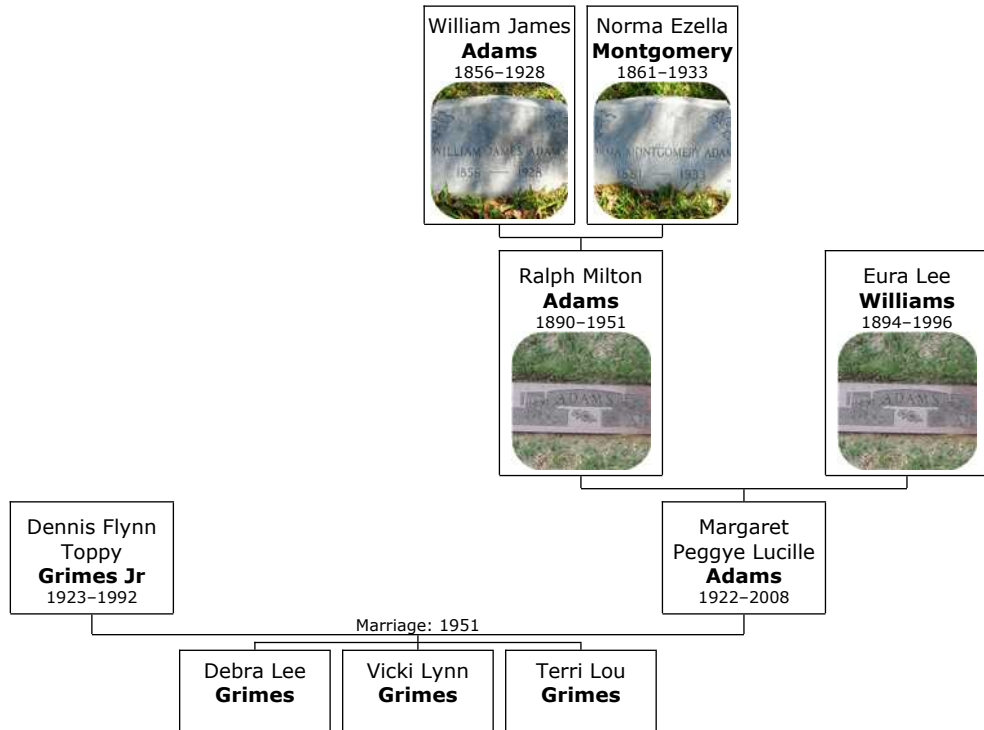 William James
Adams
1856–1928
WILLIAM JAMES ADAMS
1856 — 1928
Norma Ezella
Montgomery
1861–1933
MONTGOMERY ADAM
1933
Ralph Milton
Adams
1890–1951
ADAMS
Eura Lee
Williams
1894–1996
ADAMS
Dennis Flynn
Toppy
Grimes Jr
1923–1992
Margaret
Peggye Lucille
Adams
1922–2008
Marriage: 1951
Debra Lee
Grimes
Vicki Lynn
Grimes
Terri Lou
Grimes